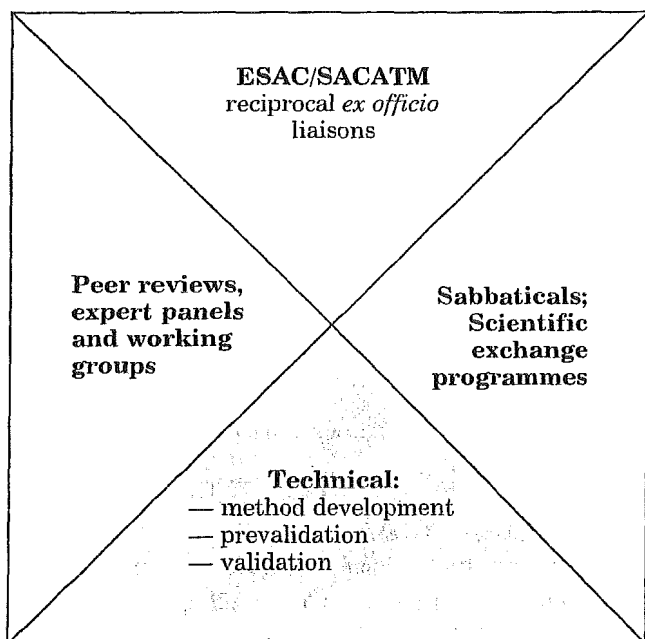 ESAC/SACATM
reciprocal ex officio
liaisons
Peer reviews,
expert panels
and working
groups
Sabbaticals;
Scientific
exchange
programmes
Technical:
— method development
— prevalidation
— validation